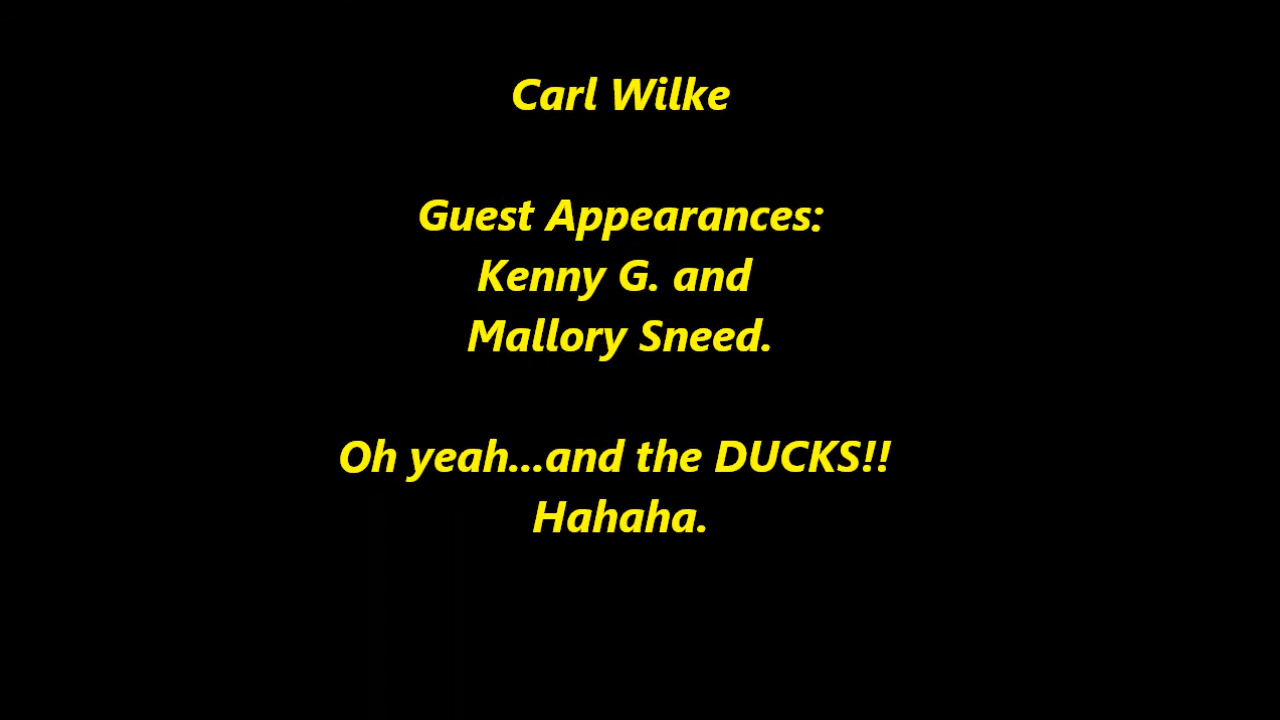 Carl Wilke
Guest Appearances:
Kenny G. and
Mallory Sneed.
Oh yeah...and the DUCKS!!
Hahaha.